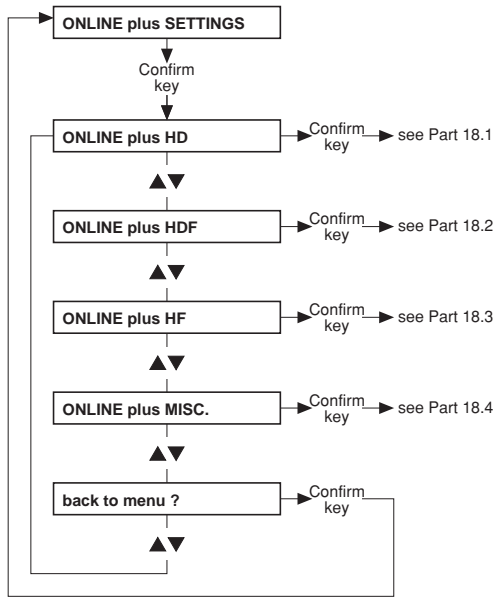 ONLINE plus SETTINGS
Confirm
key
ONLINE plus HD
Confirm
key
see Part 18.1
ONLINE plus HDF
Confirm
key
see Part 18.2
ONLINE plus HF
Confirm
key
see Part 18.3
ONLINE plus MISC.
Confirm
key
see Part 18.4
back to menu ?
Confirm
key